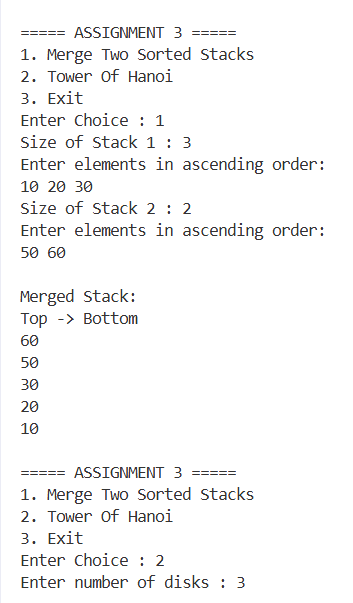 ===== ASSIGNMENT 3 =====
1. Merge Two Sorted Stacks
2. Tower Of Hanoi
3. Exit
Enter Choice : 1
Size of Stack 1 : 3
Enter elements in ascending order:
10 20 30
Size of Stack 2 : 2
Enter elements in ascending order:
50 60
Merged Stack:
Top -> Bottom
60
50
30
20
10
===== ASSIGNMENT 3 =====
1. Merge Two Sorted Stacks
2. Tower Of Hanoi
3. Exit
Enter Choice : 2
Enter number of disks : 3